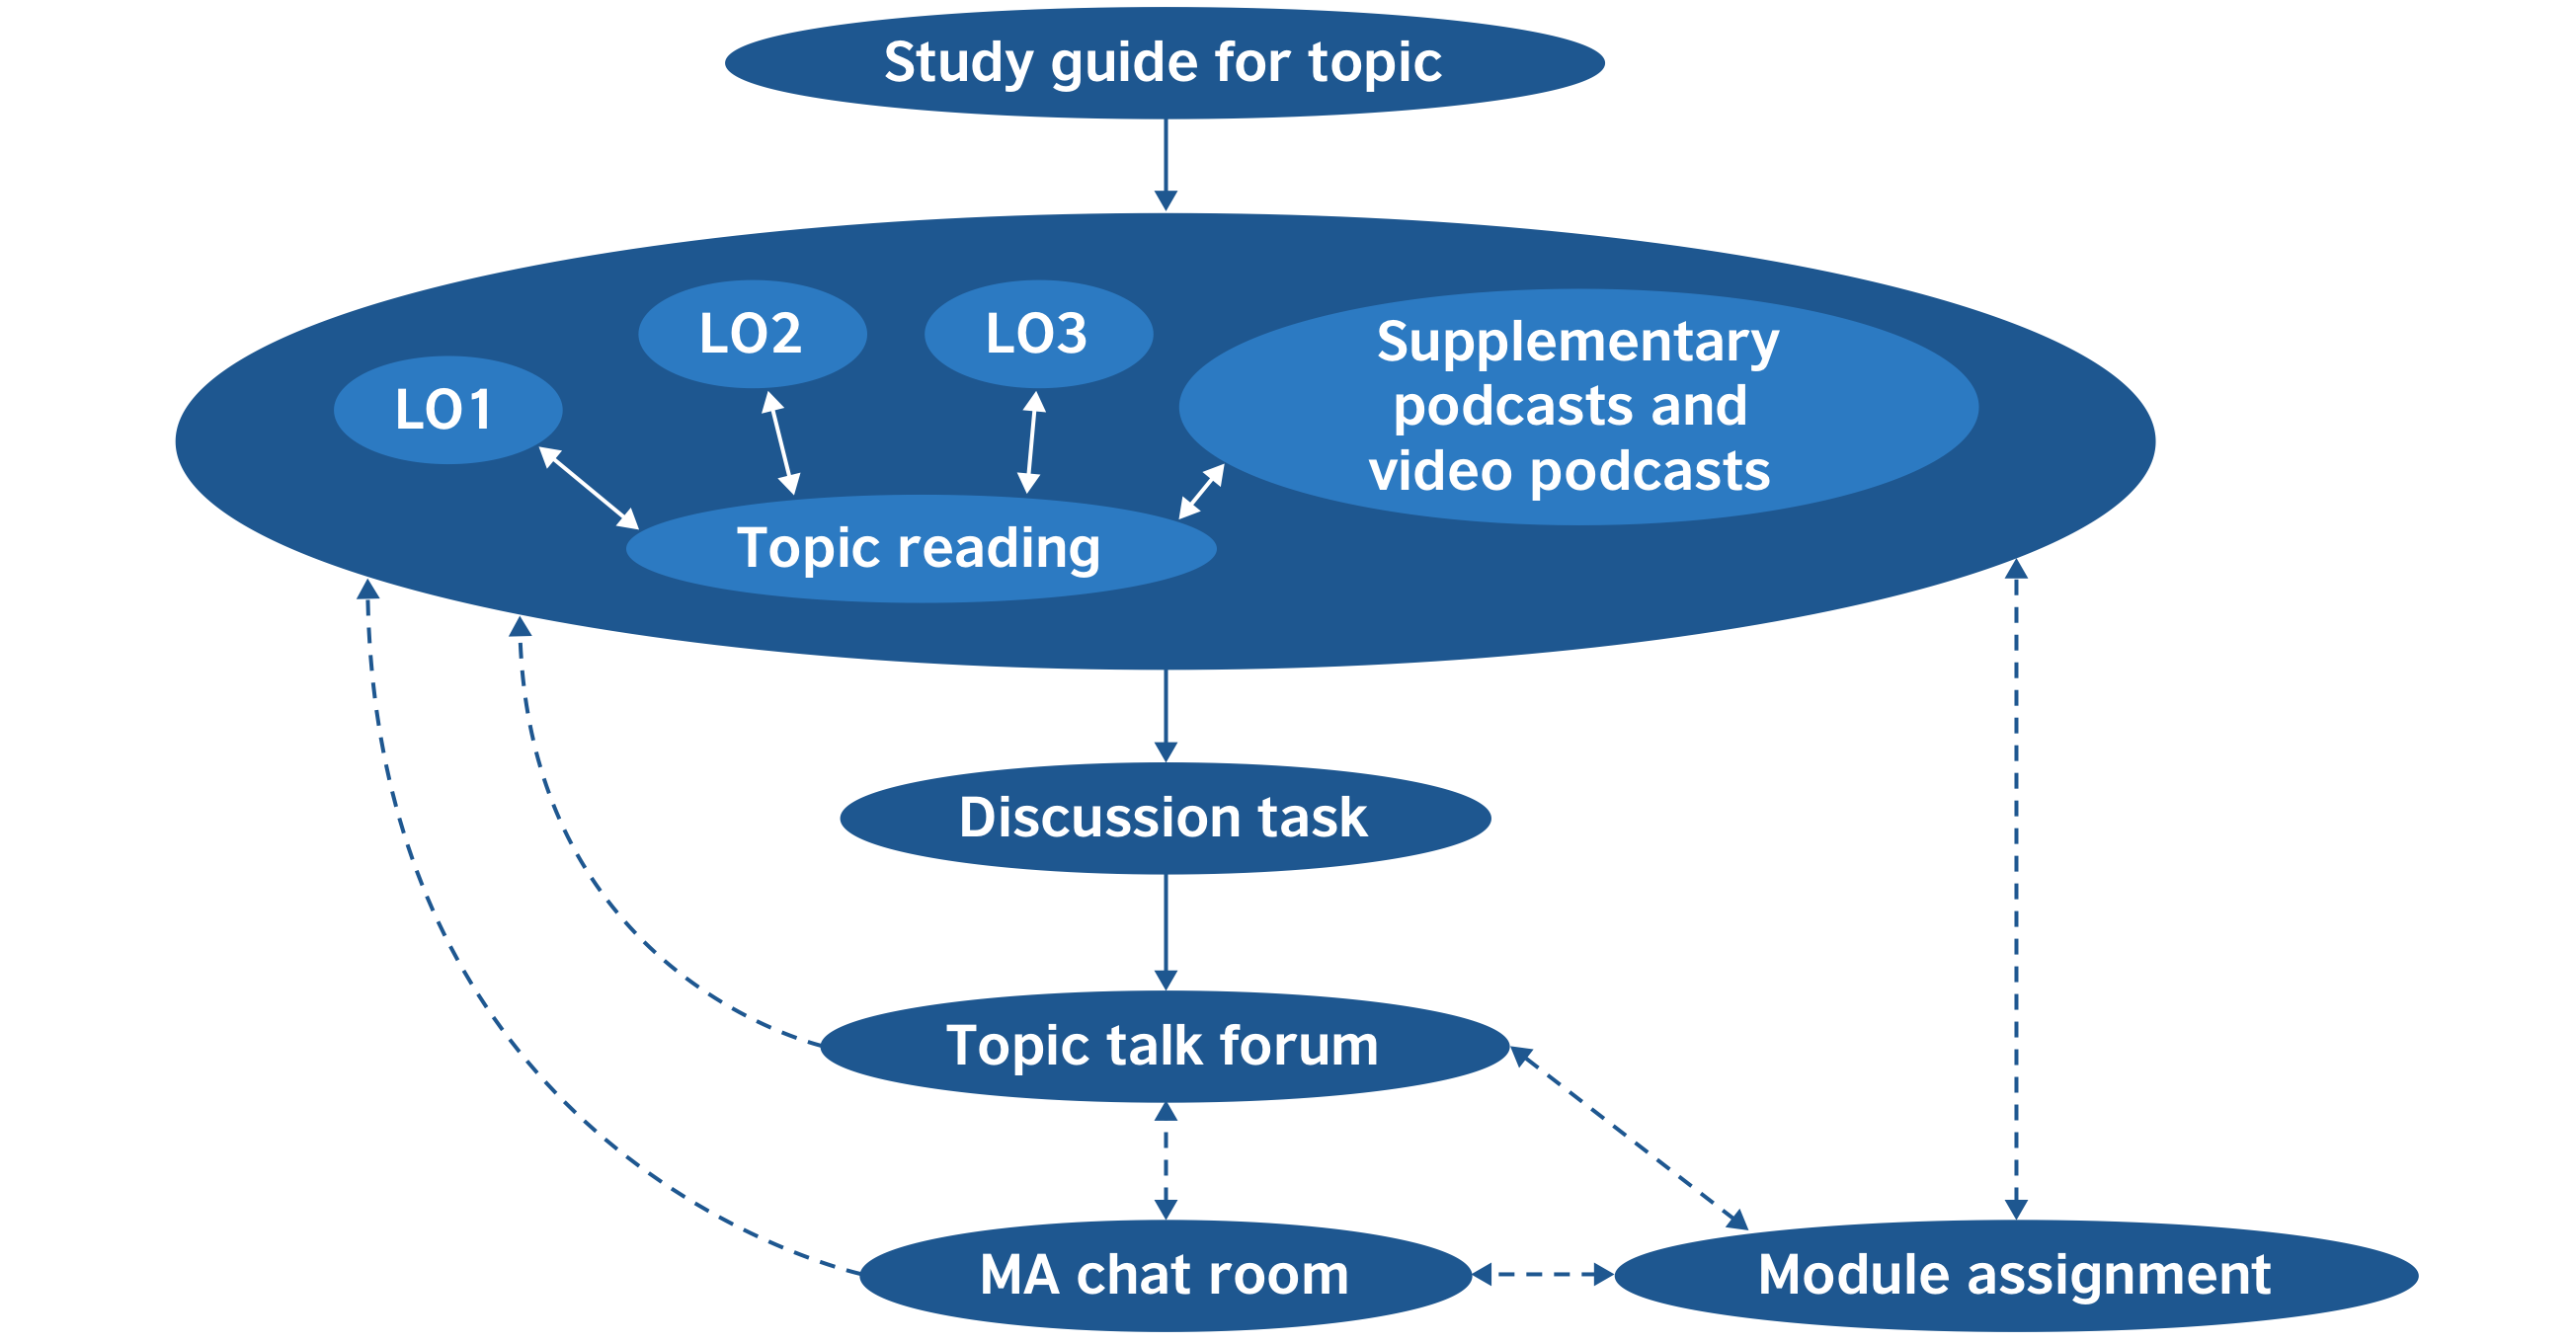 Study guide for topic
LO1
LO2
LO3
Supplementary
podcasts and
video podcasts
Topic reading
Discussion task
Topic talk forum
MA chat room
Module assignment